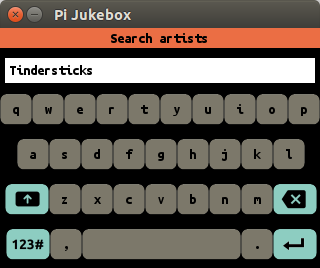 Pi Jukebox
Search artists
Tindersticks
q w e r t y u i o p
a s d f g h j k l
z x c v b n m
123# , .